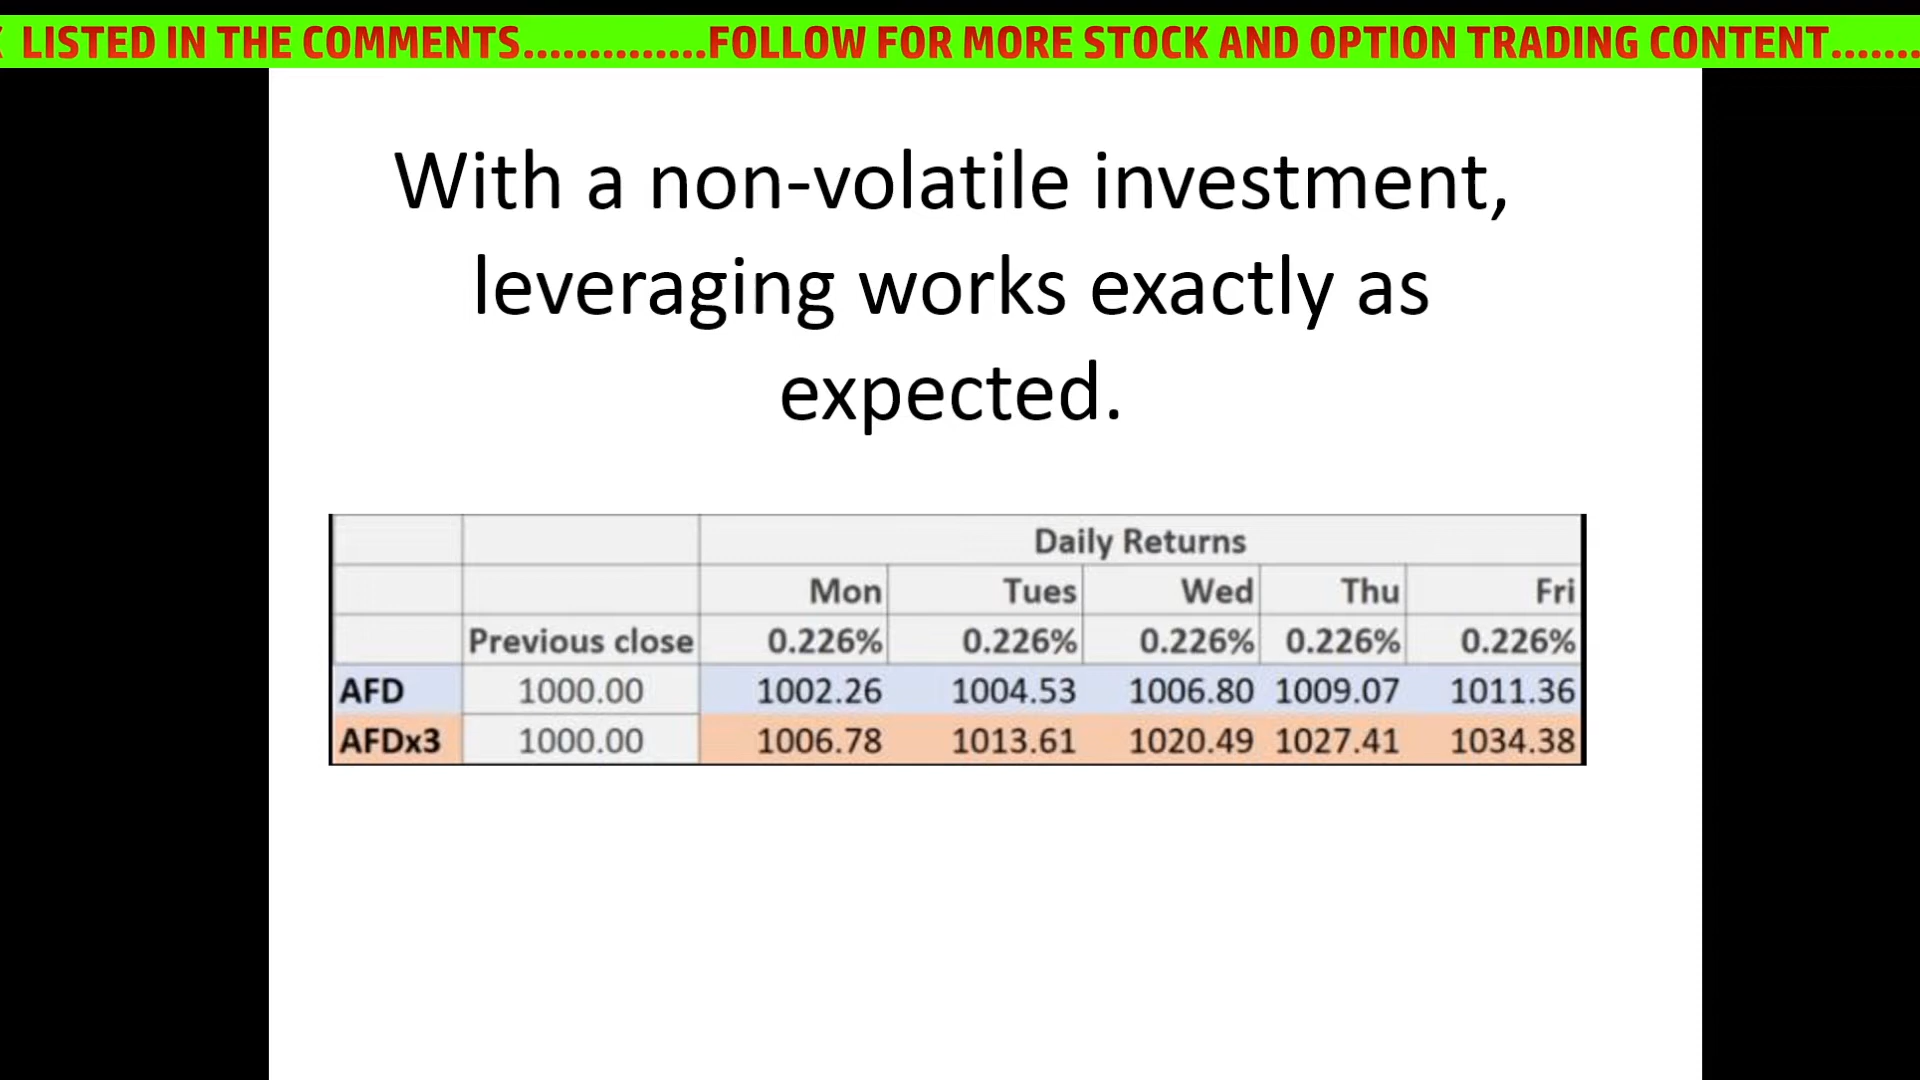 LISTED IN THE COMMENTS..............FOLLOW FOR MORE STOCK AND OPTION TRADING CONTENT.......
With a non-volatile investment,
leveraging works exactly as
expected.
Daily Returns
Mon Tues Wed Thu Fri
Previous close 0.226% 0.226% 0.226% 0.226% 0.226%
AFD 1000.00 1002.26 1004.53 1006.80 1009.07 1011.36
AFDx3 1000.00 1006.78 1013.61 1020.49 1027.41 1034.38